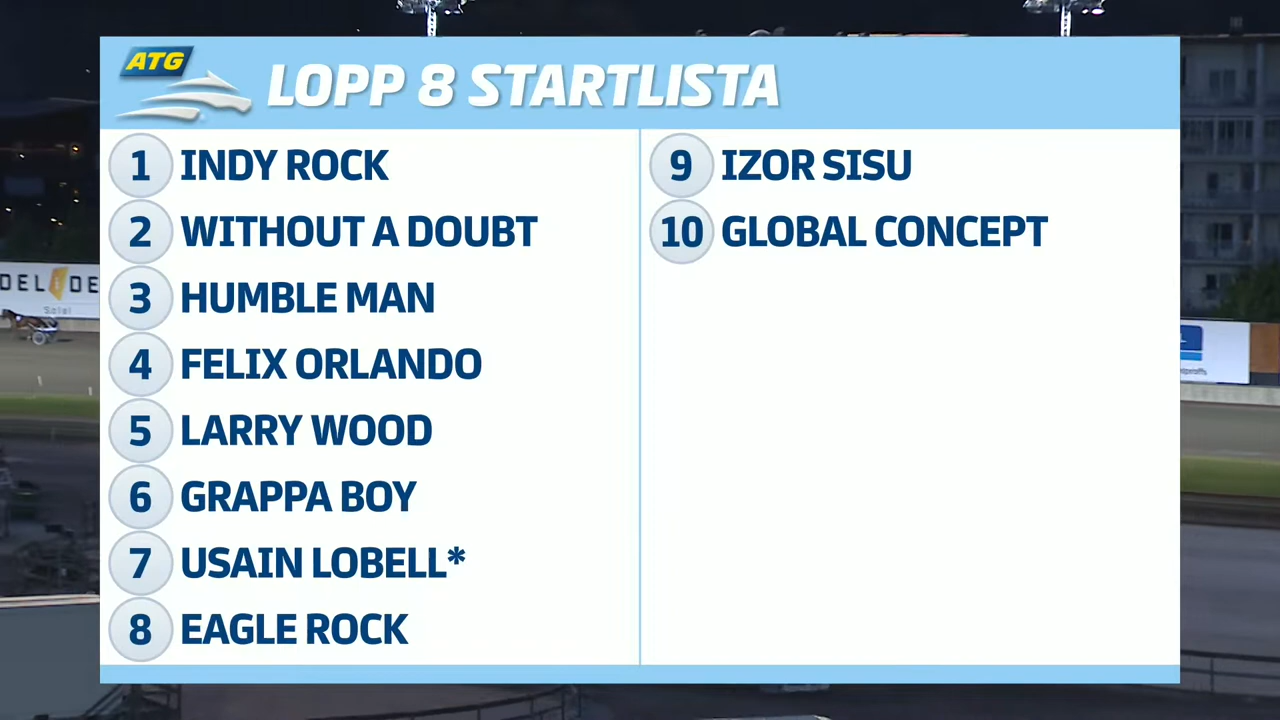 ATG
LOPP 8 STARTLISTA
1 INDY ROCK
2 WITHOUT A DOUBT
3 HUMBLE MAN
4 FELIX ORLANDO
5 LARRY WOOD
6 GRAPPA BOY
7 USAIN LOBELL*
8 EAGLE ROCK
9 IZOR SISU
10 GLOBAL CONCEPT